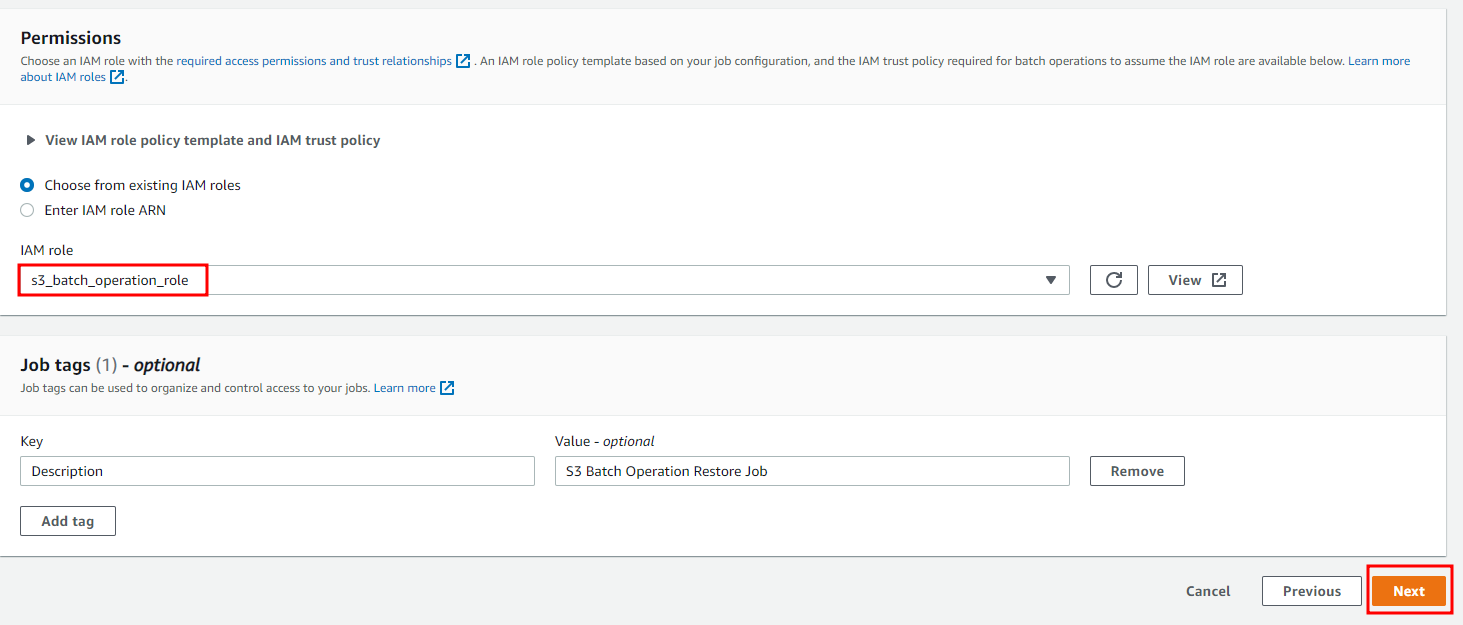 Permissions
Choose an IAM role with the required access permissions and trust relationships . An IAM role policy template based on your job configuration, and the IAM trust policy required for batch operations to assume the IAM role are available below. Learn more
about IAM roles .
View IAM role policy template and IAM trust policy
Choose from existing IAM roles
Enter IAM role ARN
IAM role
s3_batch_operation_role
View
Job tags (1) - optional
Job tags can be used to organize and control access to your jobs. Learn more
Key Value - optional
Description S3 Batch Operation Restore Job Remove
Add tag
Cancel Previous Next